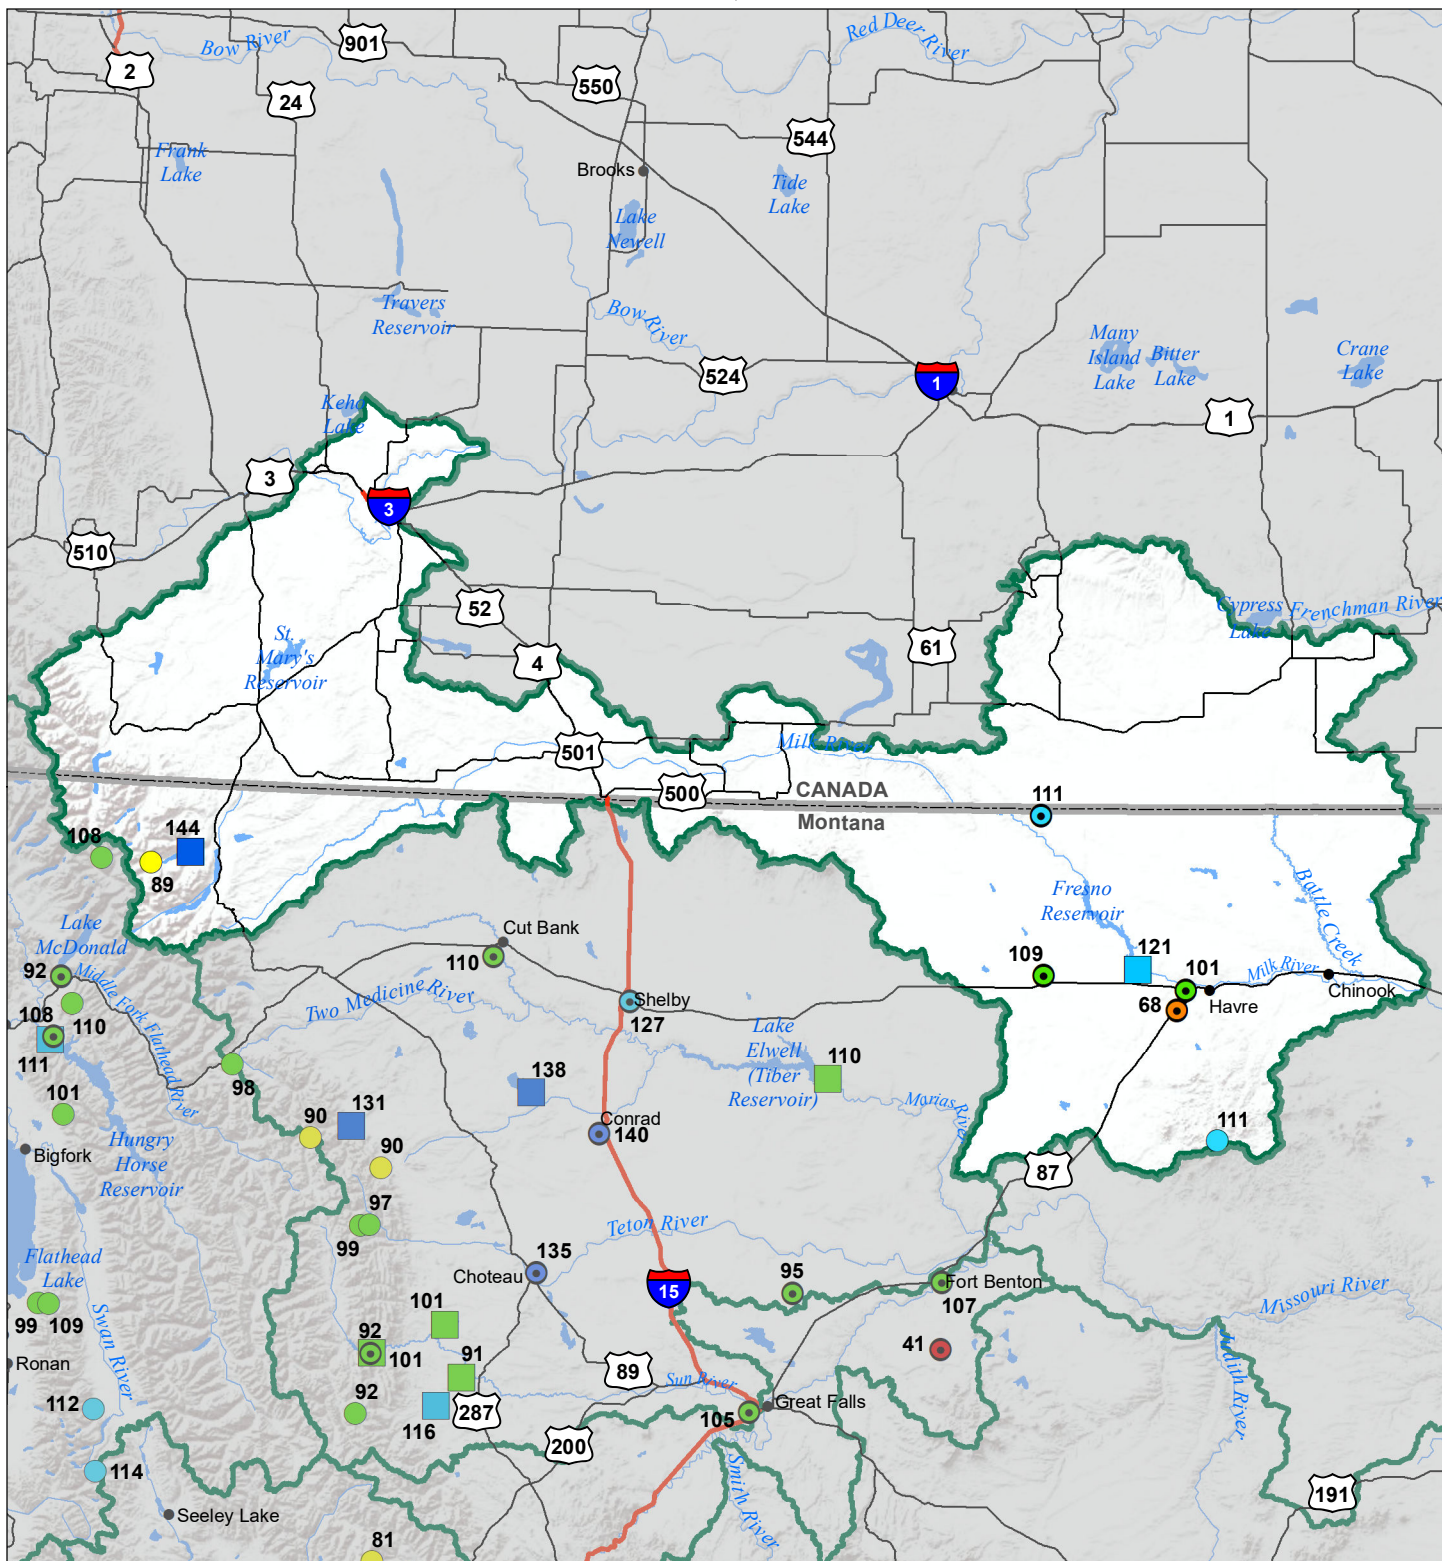 Bow River
901
Red Deer River
2
24
550
544
Frank
Lake
Brooks
Tide
Lake
Lake
Newell
Travers
Reservoir
Bow River
Many
Island
Lake
Bitter
Lake
Crane
Lake
524
1
1
Keho
Lake
3
3
510
52
Cypress
Lake
Frenchman River
St.
Mary's
Reservoir
4
61
501
Milk River
500
CANADA
Montana
111
108
144
89
Fresno
Reservoir
Battle Creek
Lake
McDonald
Cut Bank
110
92
Middle Fork Flathead River
109
121
101
Milk River
Chinook
Havre
68
Two Medicine River
Shelby
127
108
110
111
Lake
Elwell
(Tiber
Reservoir)
110
98
138
101
131
90
90
Conrad
140
Marias River
111
Bigfork
Hungry
Horse
Reservoir
87
97
99
Teton River
Flathead
Lake
135
Choteau
15
95
Fort Benton
107
Missouri River
99
109
Swan River
101
92
101
41
Judith River
Ronan
91
89
Sun River
112
92
116
287
105
Great Falls
200
114
Smith River
191
Seeley Lake
81